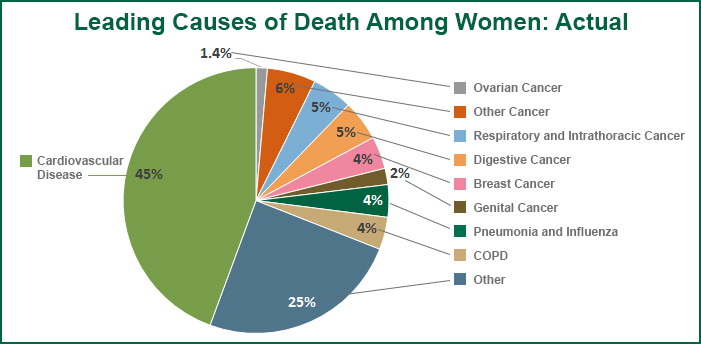 Leading Causes of Death Among Women: Actual
1.4%
6%
5%
5%
4%
2%
4%
4%
25%
45%
Cardiovascular
Disease
Ovarian Cancer
Other Cancer
Respiratory and Intrathoracic Cancer
Digestive Cancer
Breast Cancer
Genital Cancer
Pneumonia and Influenza
COPD
Other